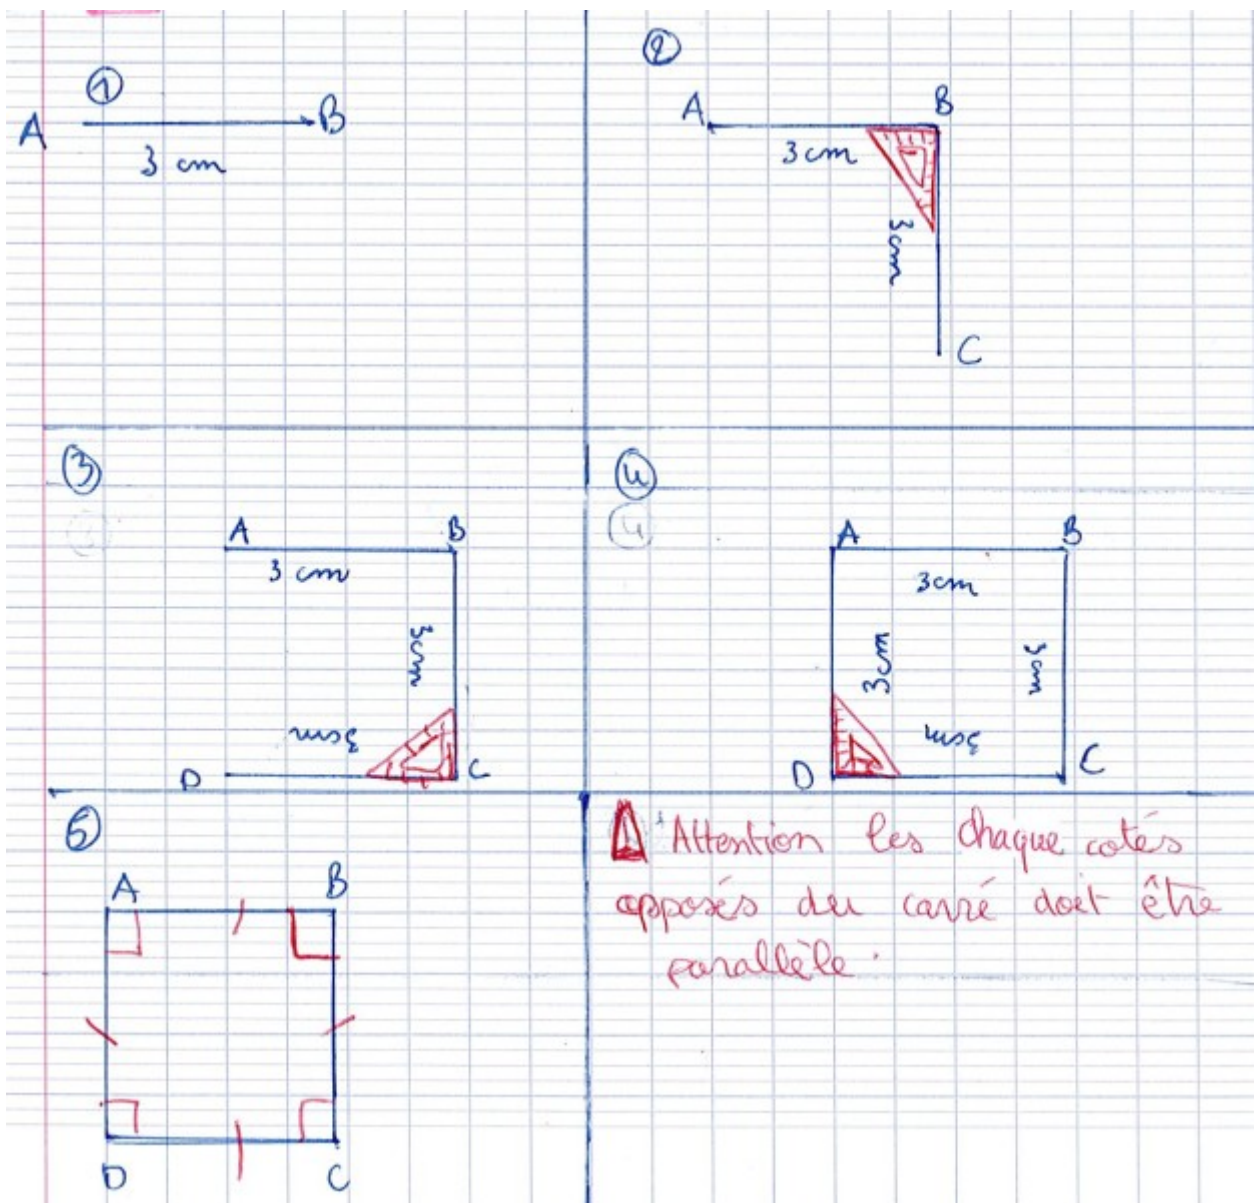 ①
A B
3 cm
②
A B
3 cm
3cm
C
③
A B
3 cm
3cm
3cm
D C
④
A B
3cm
3cm
3cm
3cm
D C
⑤
A B
D C
Attention les chaque cotés
opposés du carré doit être
parallèle.